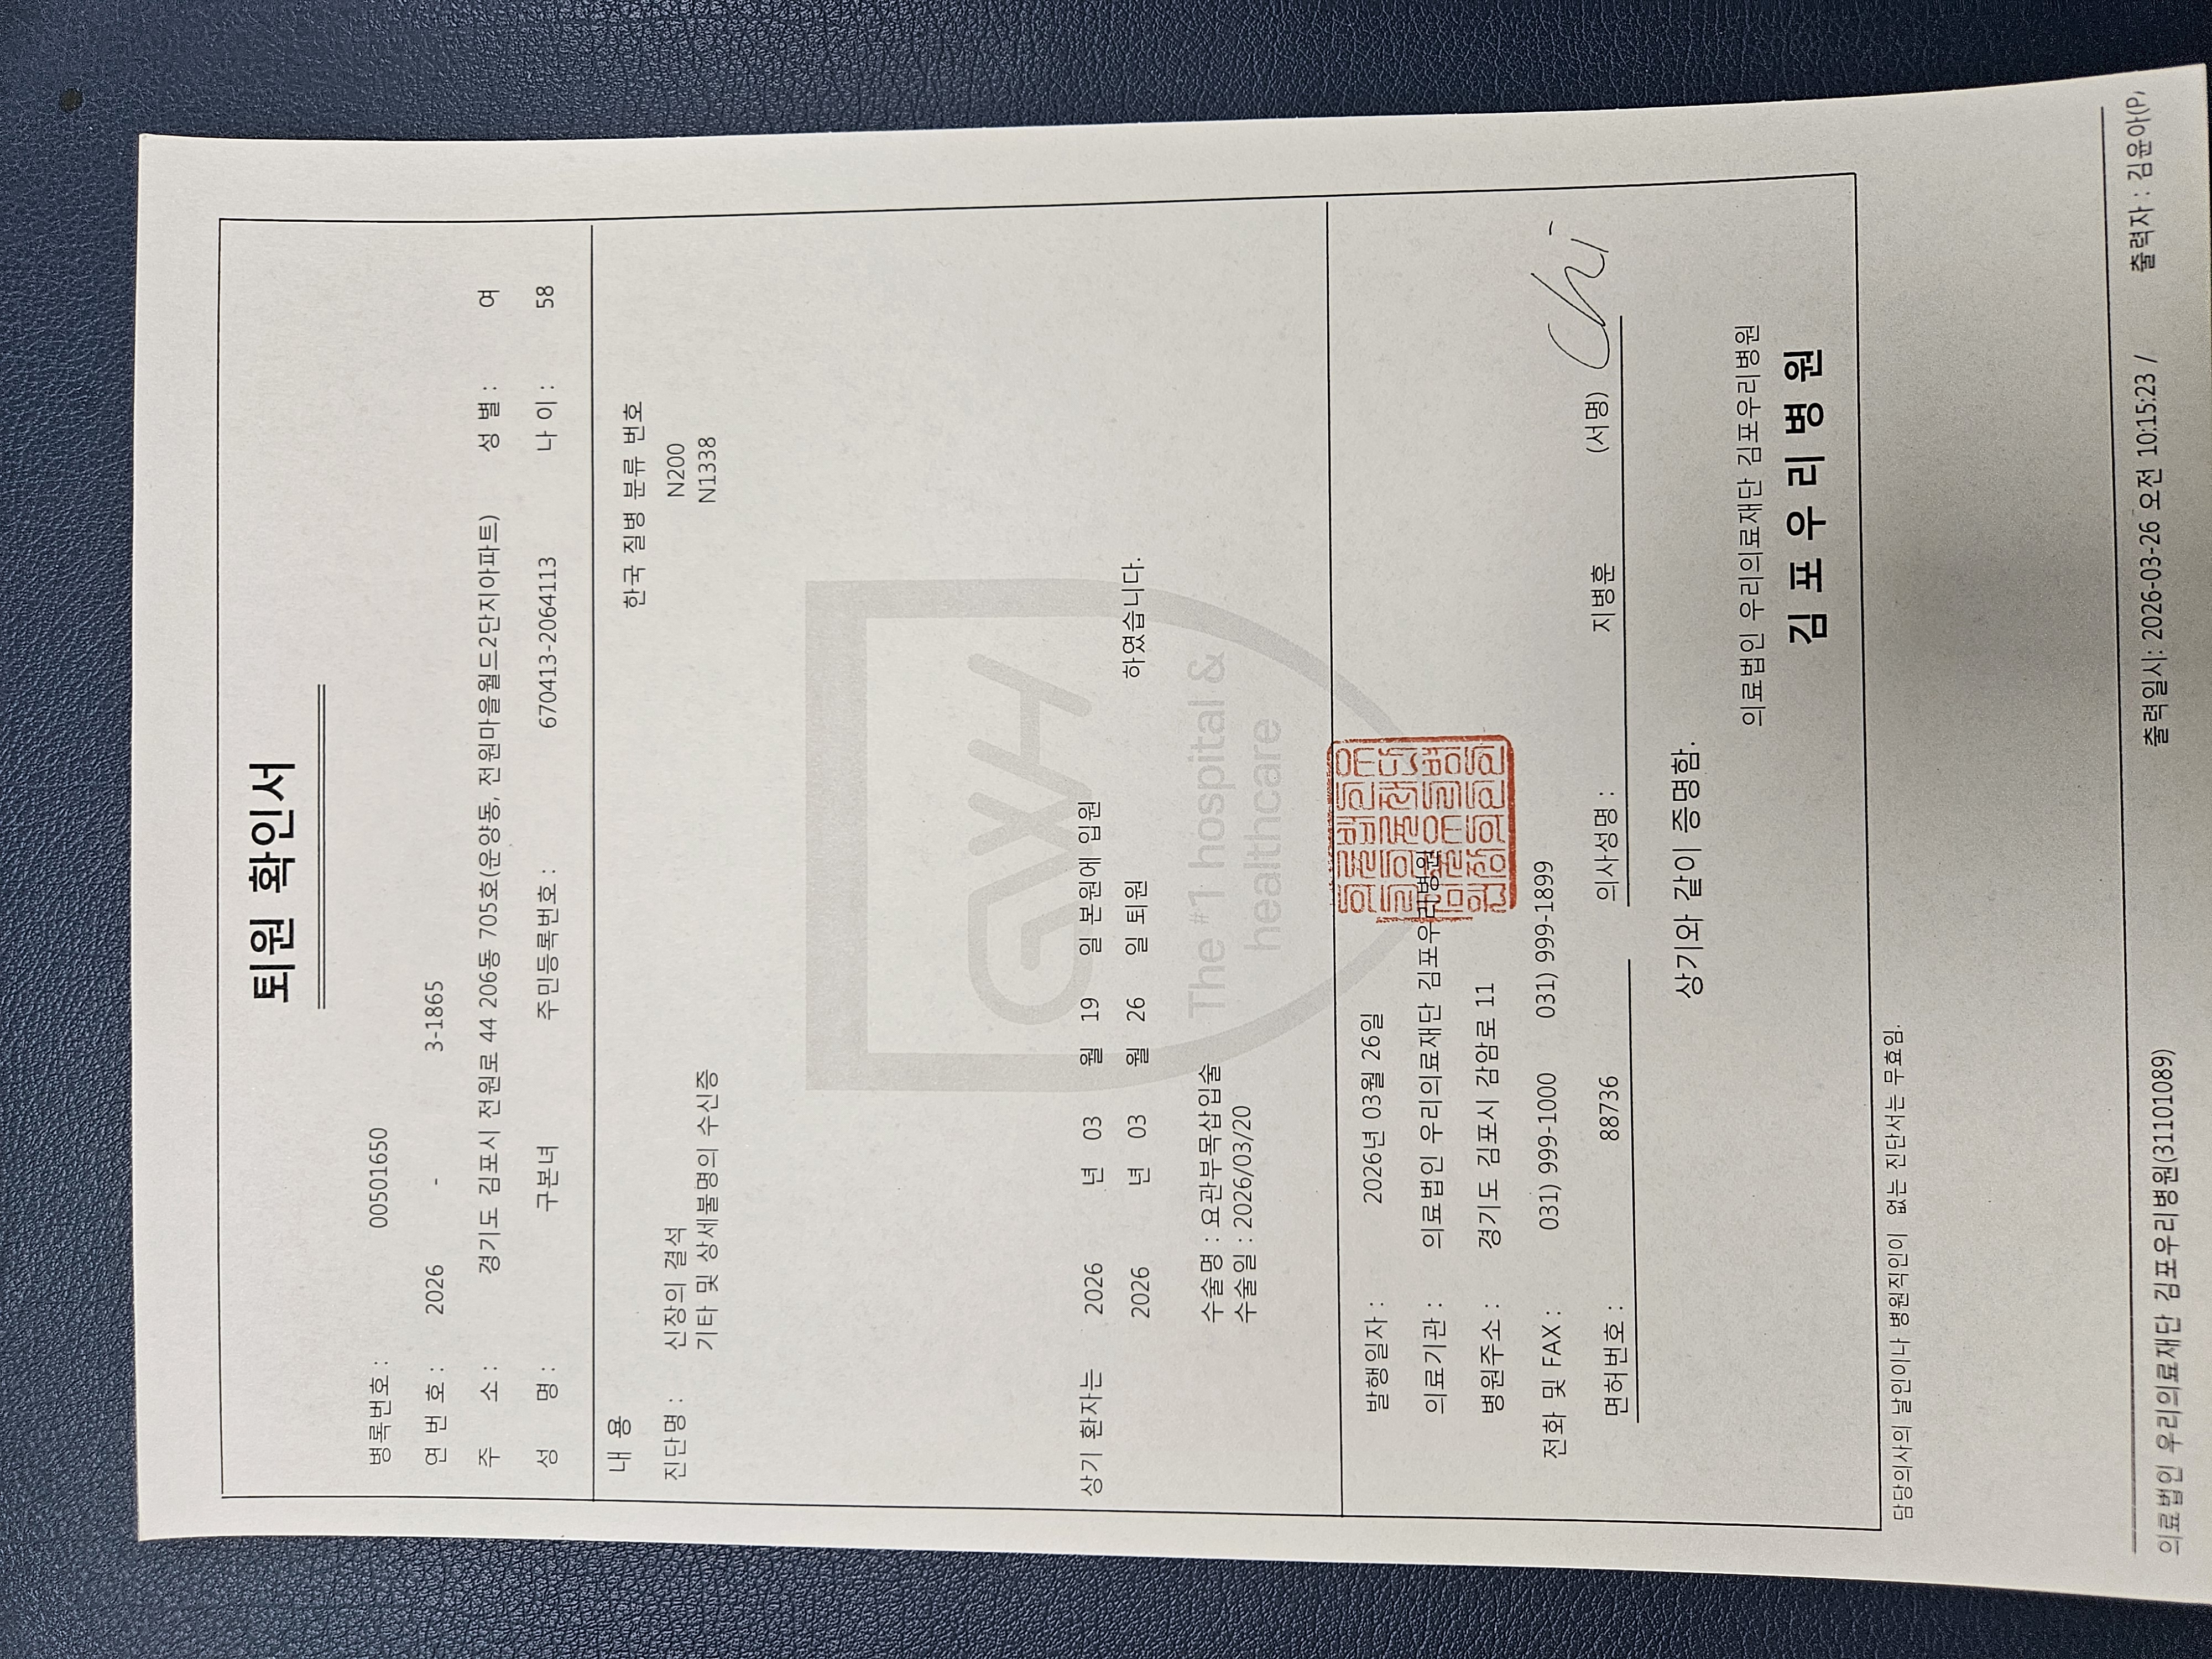 퇴원 확인서
병록번호 : 00501650
연 번 호 : 2026 - 3-1865
주 소 : 경기도 김포시 전원로 44 206동 705호(운양동, 전원마을월드2단지아파트) 성 별 : 여
성 명 : 구본녀 주민등록번호 : 670413-2064113 나 이 : 58
내 용
한국 질병 분류 번호
진단명 : 신장의 결석 N200
기타 및 상세불명의 수신증 N1338
GWH
The #1 hospital &
healthcare
상기 환자는 2026 년 03 월 19 일 본원에 입원
2026 년 03 월 26 일 퇴원 하였습니다.
수술명 : 요관부목삽입술
수술일 : 2026/03/20
발행일자 : 2026년 03월 26일
의료기관 : 의료법인 우리의료재단 김포우리병원
병원주소 : 경기도 김포시 감암로 11
전화 및 FAX : 031) 999-1000 031) 999-1899
면허번호 : 88736 의사성명 : 지병훈 (서명) Chi
상기와 같이 증명함.
의료법인 우리의료재단 김포우리병원
김 포 우 리 병 원
담당의사의 날인이나 병원직인이 없는 진단서는 무효임.
의료법인 우리의료재단 김포우리병원(31101089) 출력일시: 2026-03-26 오전 10:15:23 / 출력자 : 김윤아(P/